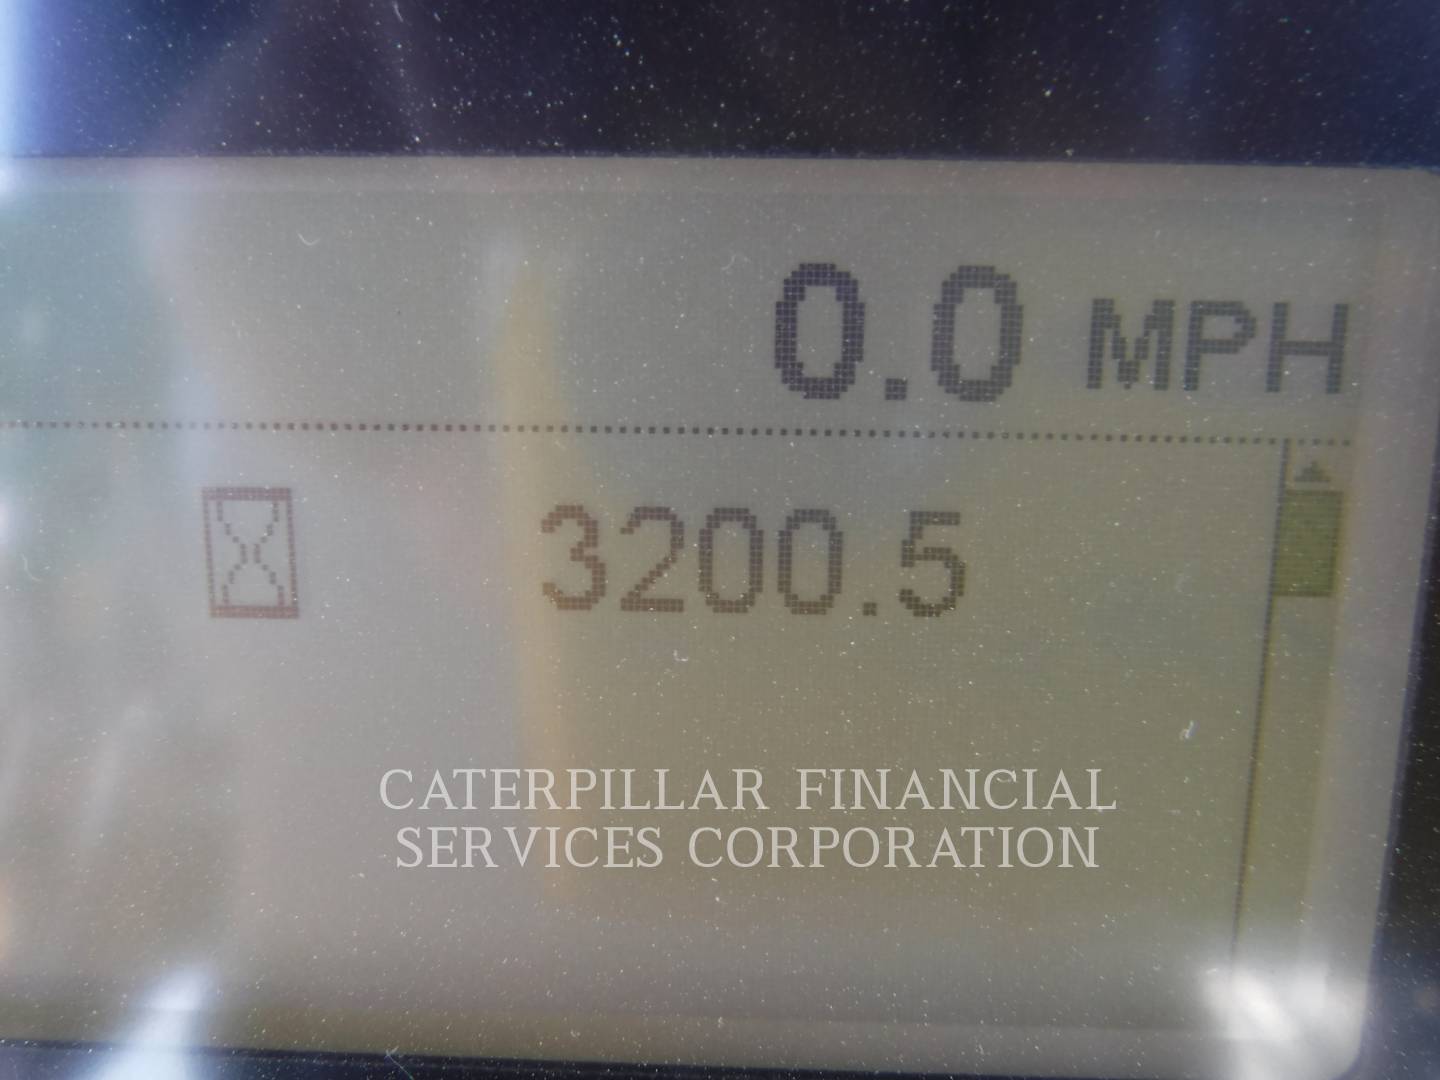 0.0 MPH
3200.5
CATERPILLAR FINANCIAL
SERVICES CORPORATION